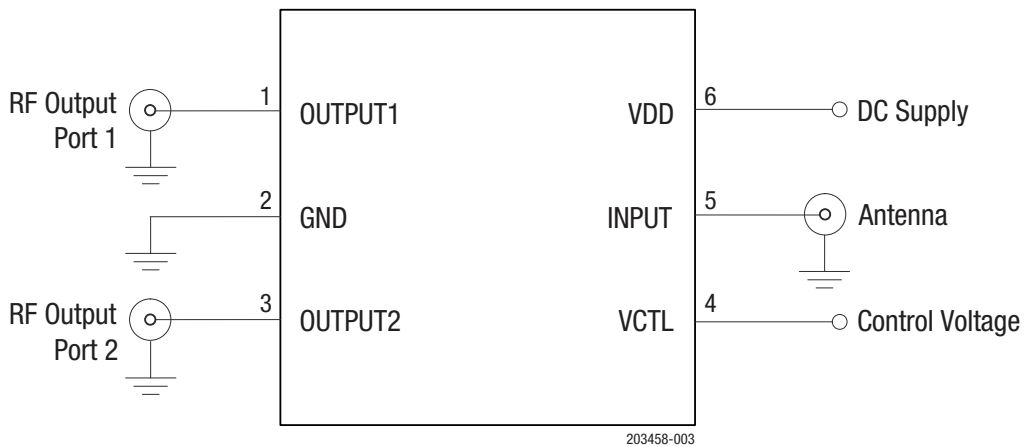 RF Output
Port 1
1
OUTPUT1
VDD
6
DC Supply
2
GND
INPUT
5
Antenna
RF Output
Port 2
3
OUTPUT2
VCTL
4
Control Voltage
203458-003